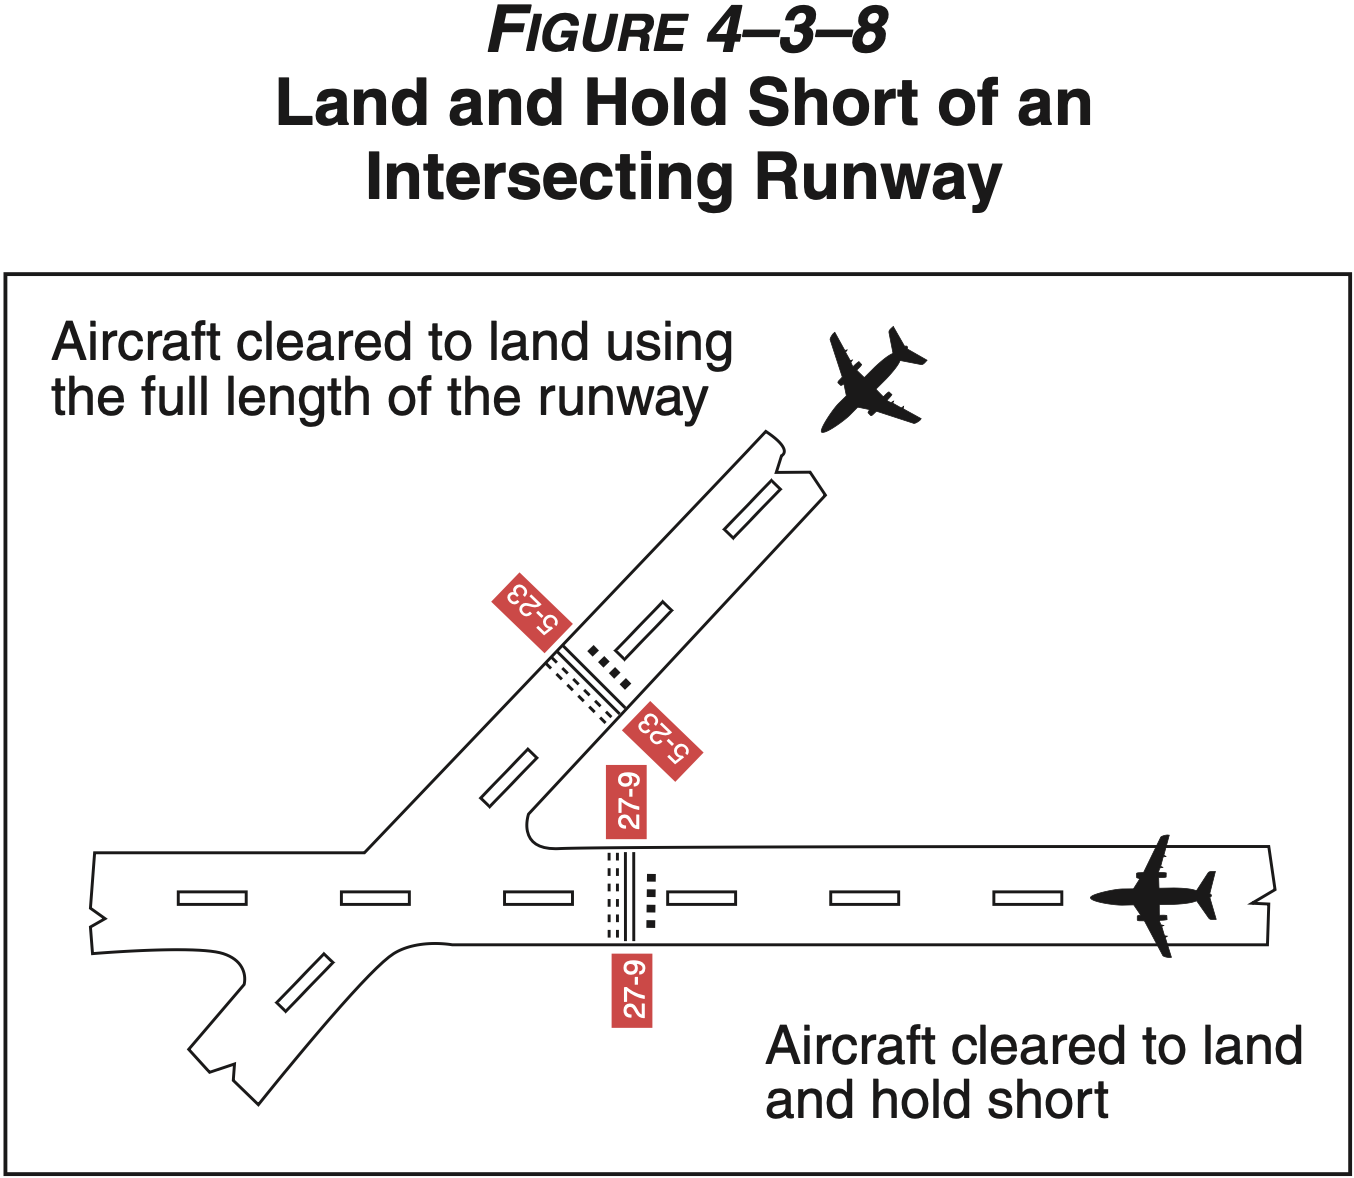 FIGURE 4–3–8
Land and Hold Short of an
Intersecting Runway
Aircraft cleared to land using
the full length of the runway
5-23
5-23
27-9
27-9
Aircraft cleared to land
and hold short